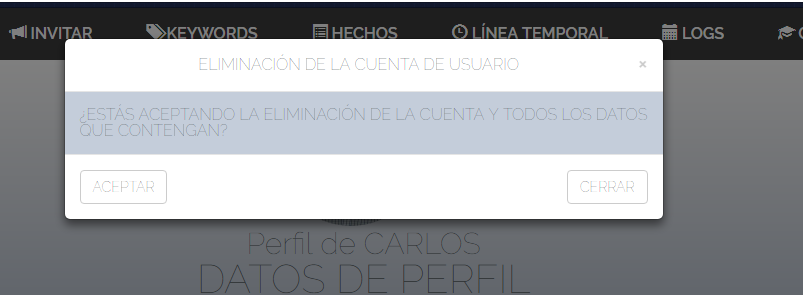 INVITAR KEYWORDS HECHOS LÍNEA TEMPORAL LOGS
ELIMINACIÓN DE LA CUENTA DE USUARIO ×
¿ESTÁS ACEPTANDO LA ELIMINACIÓN DE LA CUENTA Y TODOS LOS DATOS
QUE CONTENGAN?
ACEPTAR CERRAR
Perfil de CARLOS
DATOS DE PERFIL